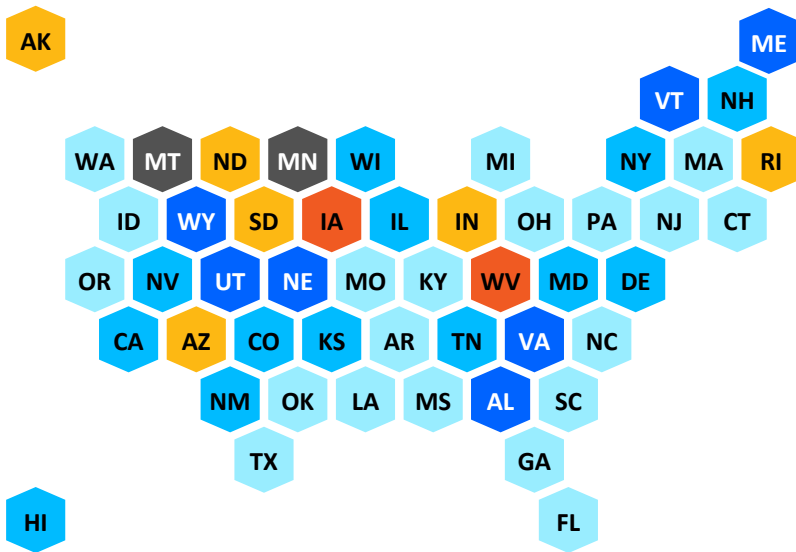 AK
ME
VT NH
WA MT ND MN WI MI NY MA RI
ID WY SD IA IL IN OH PA NJ CT
OR NV UT NE MO KY WV MD DE
CA AZ CO KS AR TN VA NC
NM OK LA MS AL SC
TX GA
HI FL